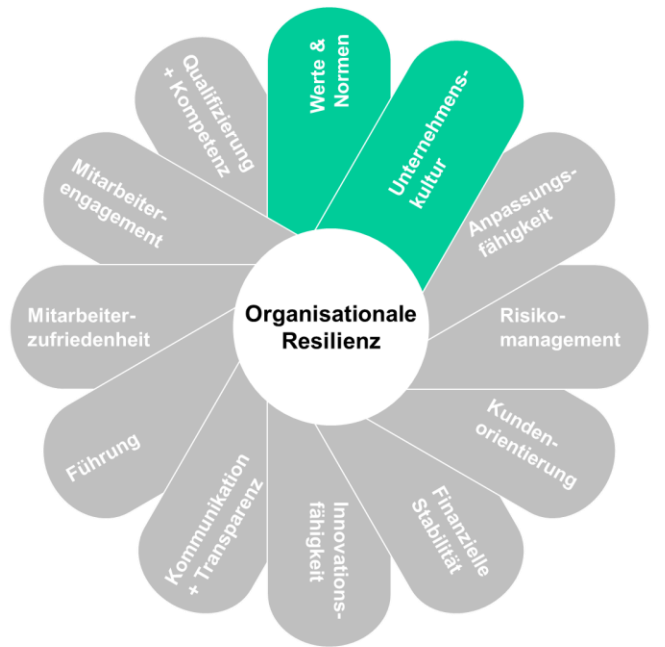 Werte &
Normen
Unternehmens-
kultur
Anpassungs-
fähigkeit
Risiko-
management
Kunden-
orientierung
Finanzielle
Stabilität
Innovations-
fähigkeit
Kommunikation
+ Transparenz
Führung
Mitarbeiter-
zufriedenheit
Mitarbeiter-
engagement
Qualifizierung
+ Kompetenz
Organisationale
Resilienz